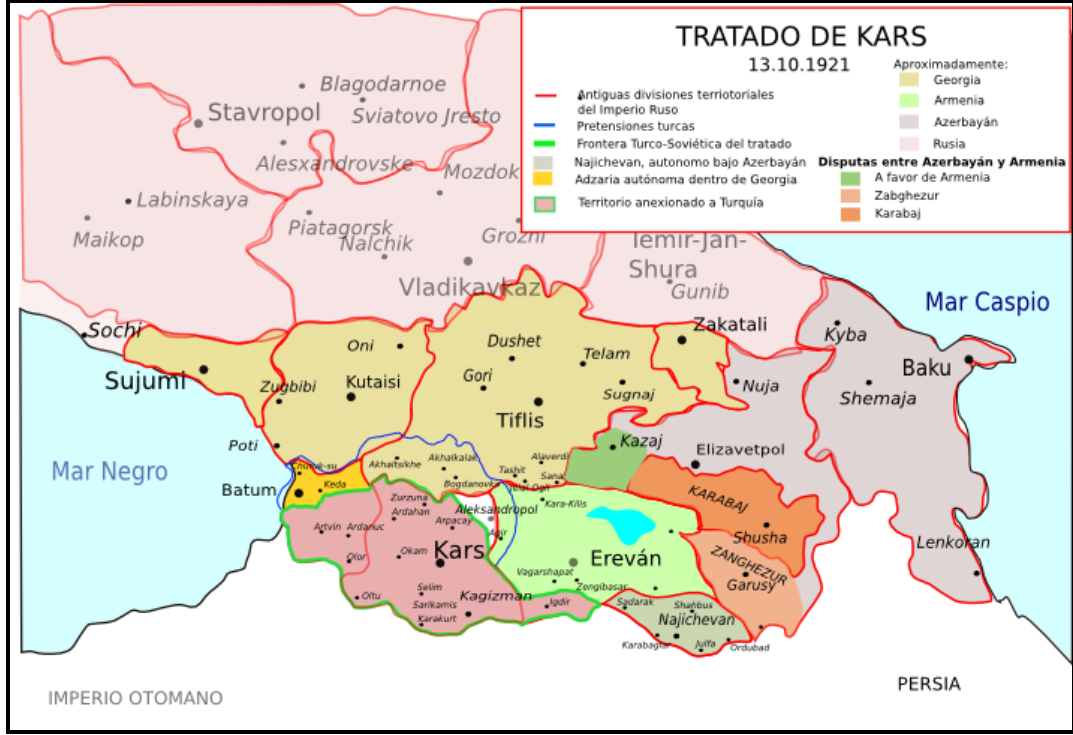 TRATADO DE KARS
13.10.1921
Antiguas divisiones terriotoriales
del Imperio Ruso
Pretensiones turcas
Frontera Turco-Soviética del tratado
Najichevan, autonomo bajo Azerbayán
Adzaria autónoma dentro de Georgia
Territorio anexionado a Turquía
Aproximadamente:
Georgia
Armenia
Azerbayán
Rusia
Disputas entre Azerbayán y Armenia
A favor de Armenia
Zabghezur
Karabaj
Blagodarnoe
Stavropol
Sviatovo Jresto
Alesxandrovske
Mozdok
Labinskaya
Maikop
Piatagorsk
Nalchik
Grozni
Temir-Jan-
Shura
Vladikavkaz
Gunib
Mar Caspio
Sochi
Oni
Dushet
Zakatali
Kyba
Telam
Baku
Sujumi
Zugbibi
Kutaisi
Gori
Sugnaj
Nuja
Shemaja
Tiflis
Poti
Kazaj
Elizavetpol
Mar Negro
Akhaltsikhe
Akhalkalak
Alaverdi
Tashit
Bogdanovka
Keda
Batum
KARABAJ
Zurzuna
Ardahan
Aleksandropol
Kara-Kilis
Artvin
Ardanuc
Arpacay
Shusha
Lenkoran
Olor
Okam
Kars
Ereván
ZANGHEZUR
Garusy
Vagarshapat
Zengibasar
Oltu
Selim
Sarikamis
Kagizman
Karakurt
Igdir
Sadarak
Shahbus
Najichevan
Karabaglar
Julfa
Ordubad
IMPERIO OTOMANO
PERSIA